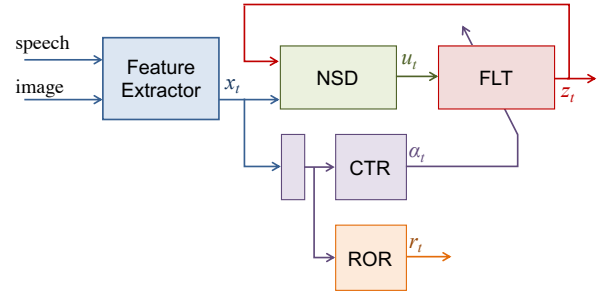 speech
image
Feature
Extractor
x_t
NSD
u_t
FLT
z_t
CTR
α_t
ROR
r_t